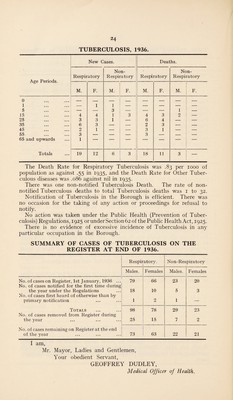 24
TUBERCULOSIS, 1936.
Age Periods. New Cases. Deaths.
Respiratory Non-Respiratory Respiratory Non-Respiratory
M. F. M. F. M. F. M. F.
0
1
5
15
25
35
45
55
65 and upwards
Totals
The Death Rate for Respiratory Tuberculosis was .83 per 1000 of
population as against .55 in 1935, and the Death Rate for Other Tuber-
culous diseases was .086 against nil in 1935.
There was one non-notified Tuberculosis Death. The rate of non-
notified Tuberculous deaths to total Tuberculosis deaths was 1 to 32.
Notification of Tuberculosis in the Borough is efficient. There was
no occasion for the taking of any action or proceedings for refusal to
notify.
No action was taken under the Public Health (Prevention of Tuber-
culosis) Regulations, 1925 or under Section 62 of the Public Health Act, 1925.
There is no evidence of excessive incidence of Tuberculosis in any
particular occupation in the Borough.
SUMMARY OF CASES OF TUBERCULOSIS ON THE
REGISTER AT END OF 1936.
Respiratory Non-Respiratory
Males Females Males Females
No. of cases on Register, 1st January, 1936 ... 79 66 23 20
No. of cases notified for the first time during
the year under the Regulations ... 18 10 5 3
No. of cases first heard of otherwise than by
primary notification ... 1 2 1 —
Totals ... 98 78 29 23
No. of cases removed from Register during
the year ... 25 15 7 2
No. of cases remaining on Register at the end
of the year ... 73 63 22 21
I am,
Mr. Mayor, Ladies and Gentlemen,
Your obedient Servant,
GEOFFREY DUDLEY,
Medical Officer of Health.